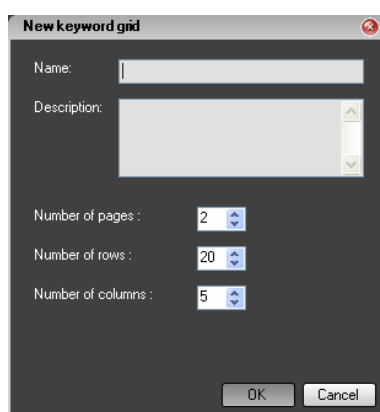 New keyword grid
Name:
Description:
Number of pages : 2
Number of rows : 20
Number of columns : 5
OK Cancel